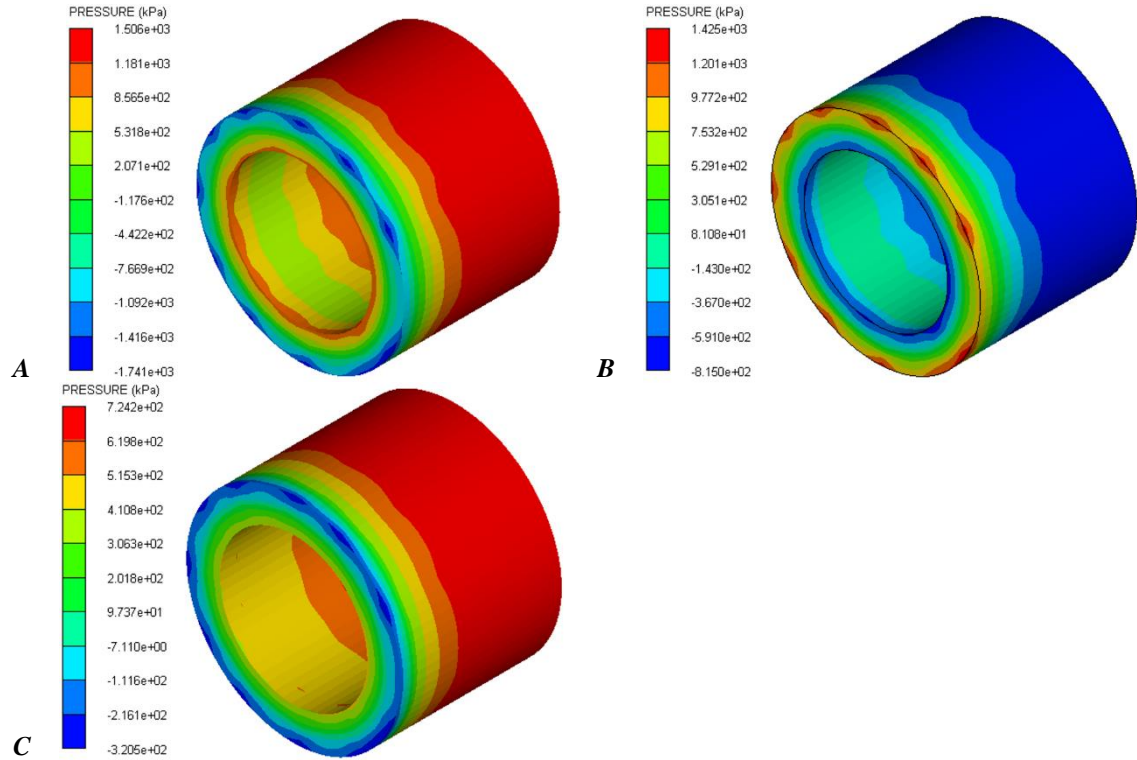 PRESSURE (kPa)
1.506e+03
1.181e+03
8.565e+02
5.318e+02
2.071e+02
-1.176e+02
-4.422e+02
-7.669e+02
-1.092e+03
-1.416e+03
-1.741e+03
A
PRESSURE (kPa)
1.425e+03
1.201e+03
9.772e+02
7.532e+02
5.291e+02
3.051e+02
8.108e+01
-1.430e+02
-3.670e+02
-5.910e+02
-8.150e+02
B
PRESSURE (kPa)
7.242e+02
6.198e+02
5.153e+02
4.108e+02
3.063e+02
2.018e+02
9.737e+01
-7.110e+00
-1.116e+02
-2.161e+02
-3.205e+02
C